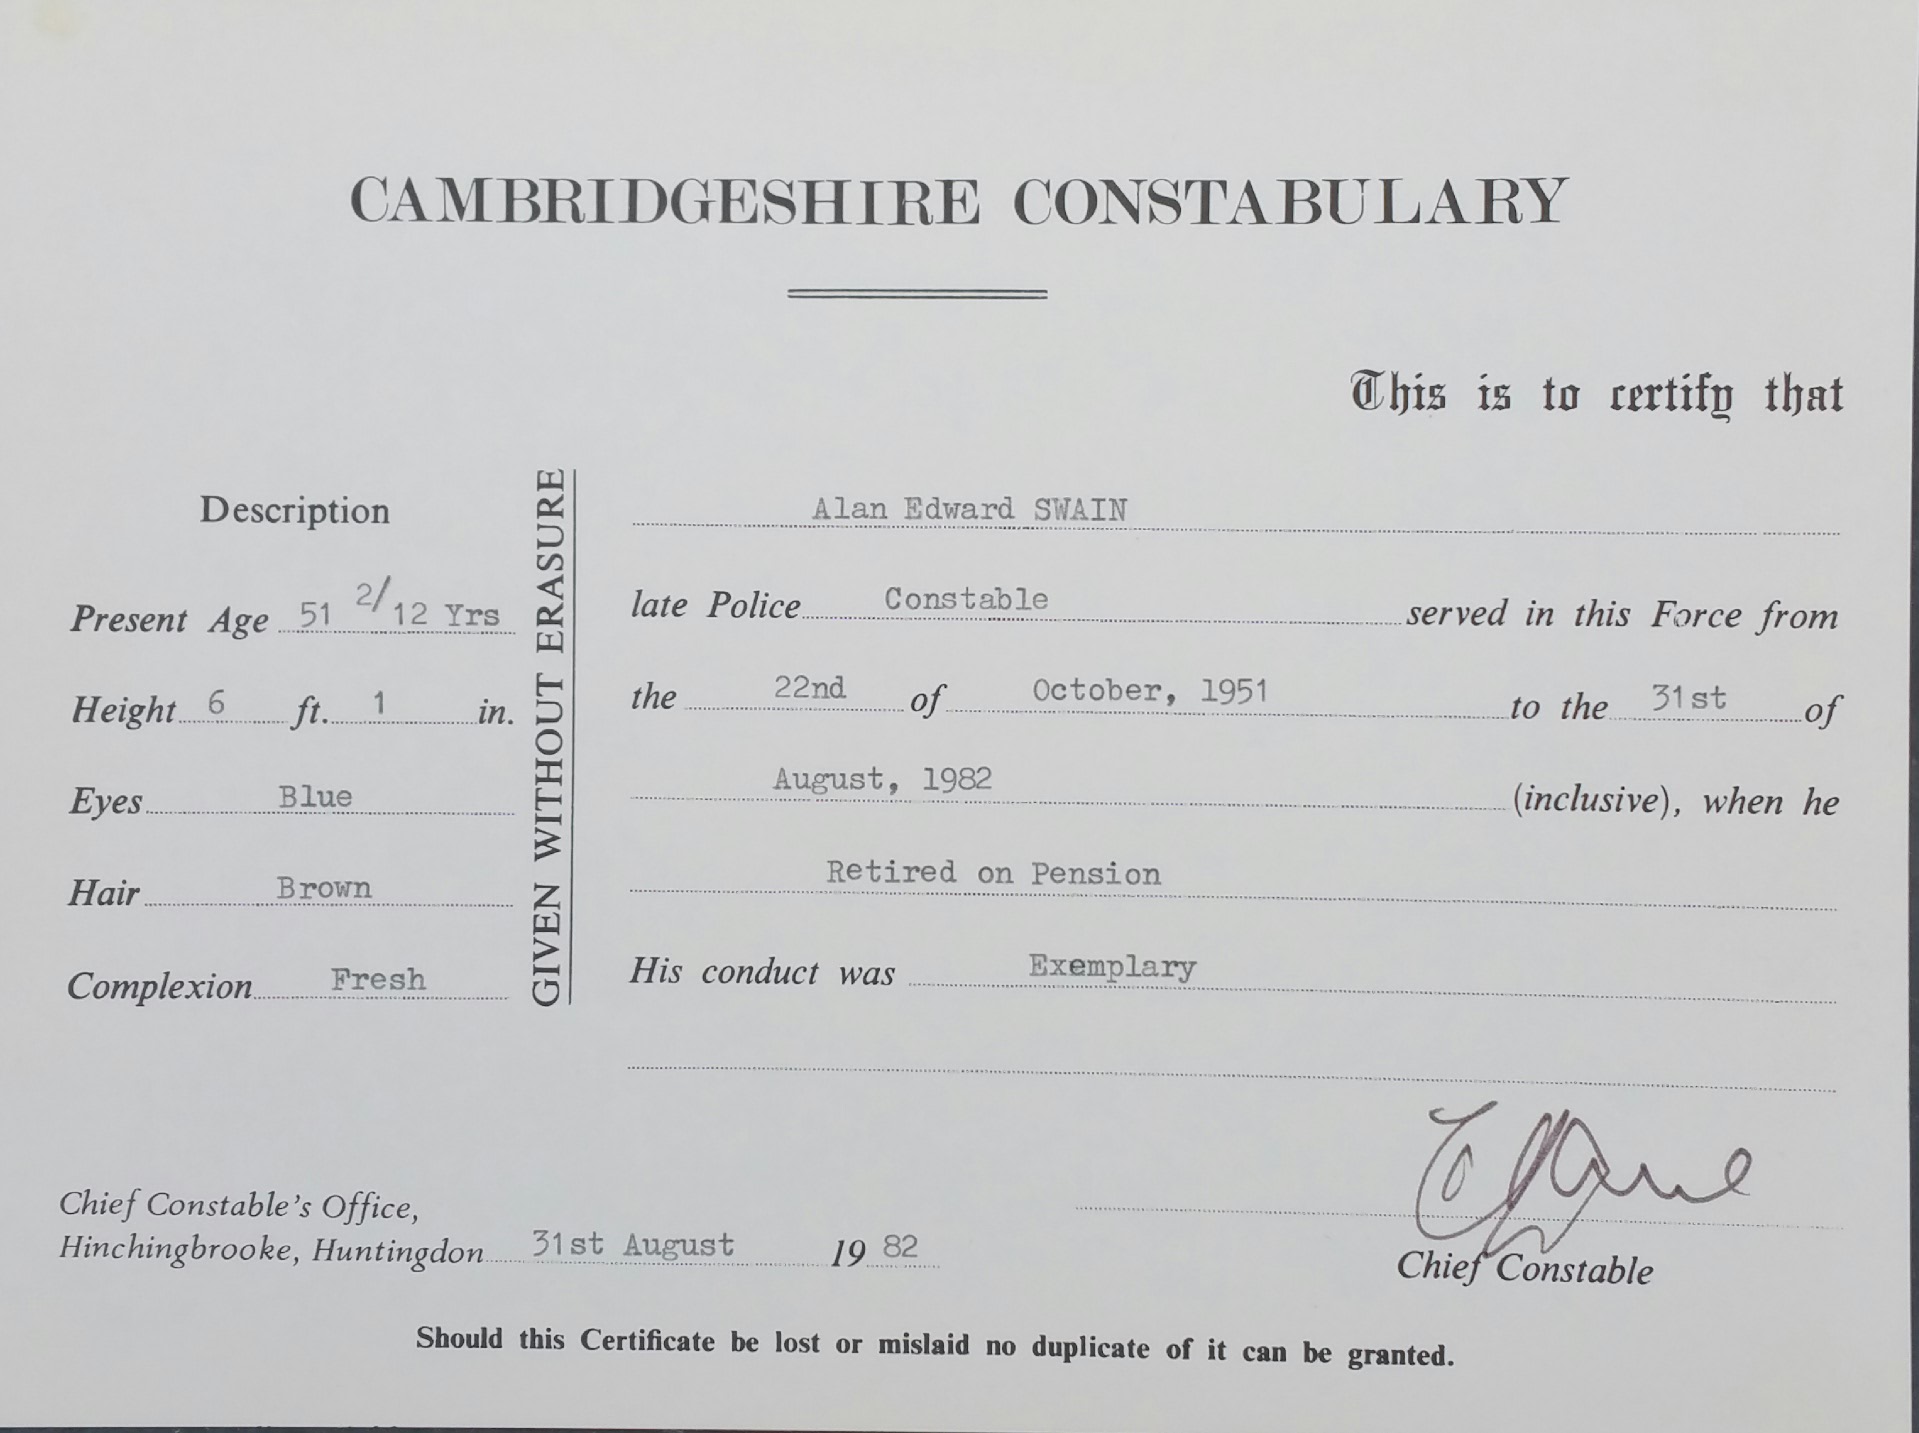 CAMBRIDGESHIRE CONSTABULARY
This is to certify that
Description
Present Age 51 2/12 Yrs
Height 6 ft. 1 in.
Eyes Blue
Hair Brown
Complexion Fresh
GIVEN WITHOUT ERASURE
Alan Edward SWAIN
late Police Constable served in this Force from
the 22nd of October, 1951 to the 31st of
August, 1982 (inclusive), when he
Retired on Pension
His conduct was Exemplary
Chief Constable's Office,
Hinchingbrooke, Huntingdon 31st August 19 82
Chief Constable
Should this Certificate be lost or mislaid no duplicate of it can be granted.